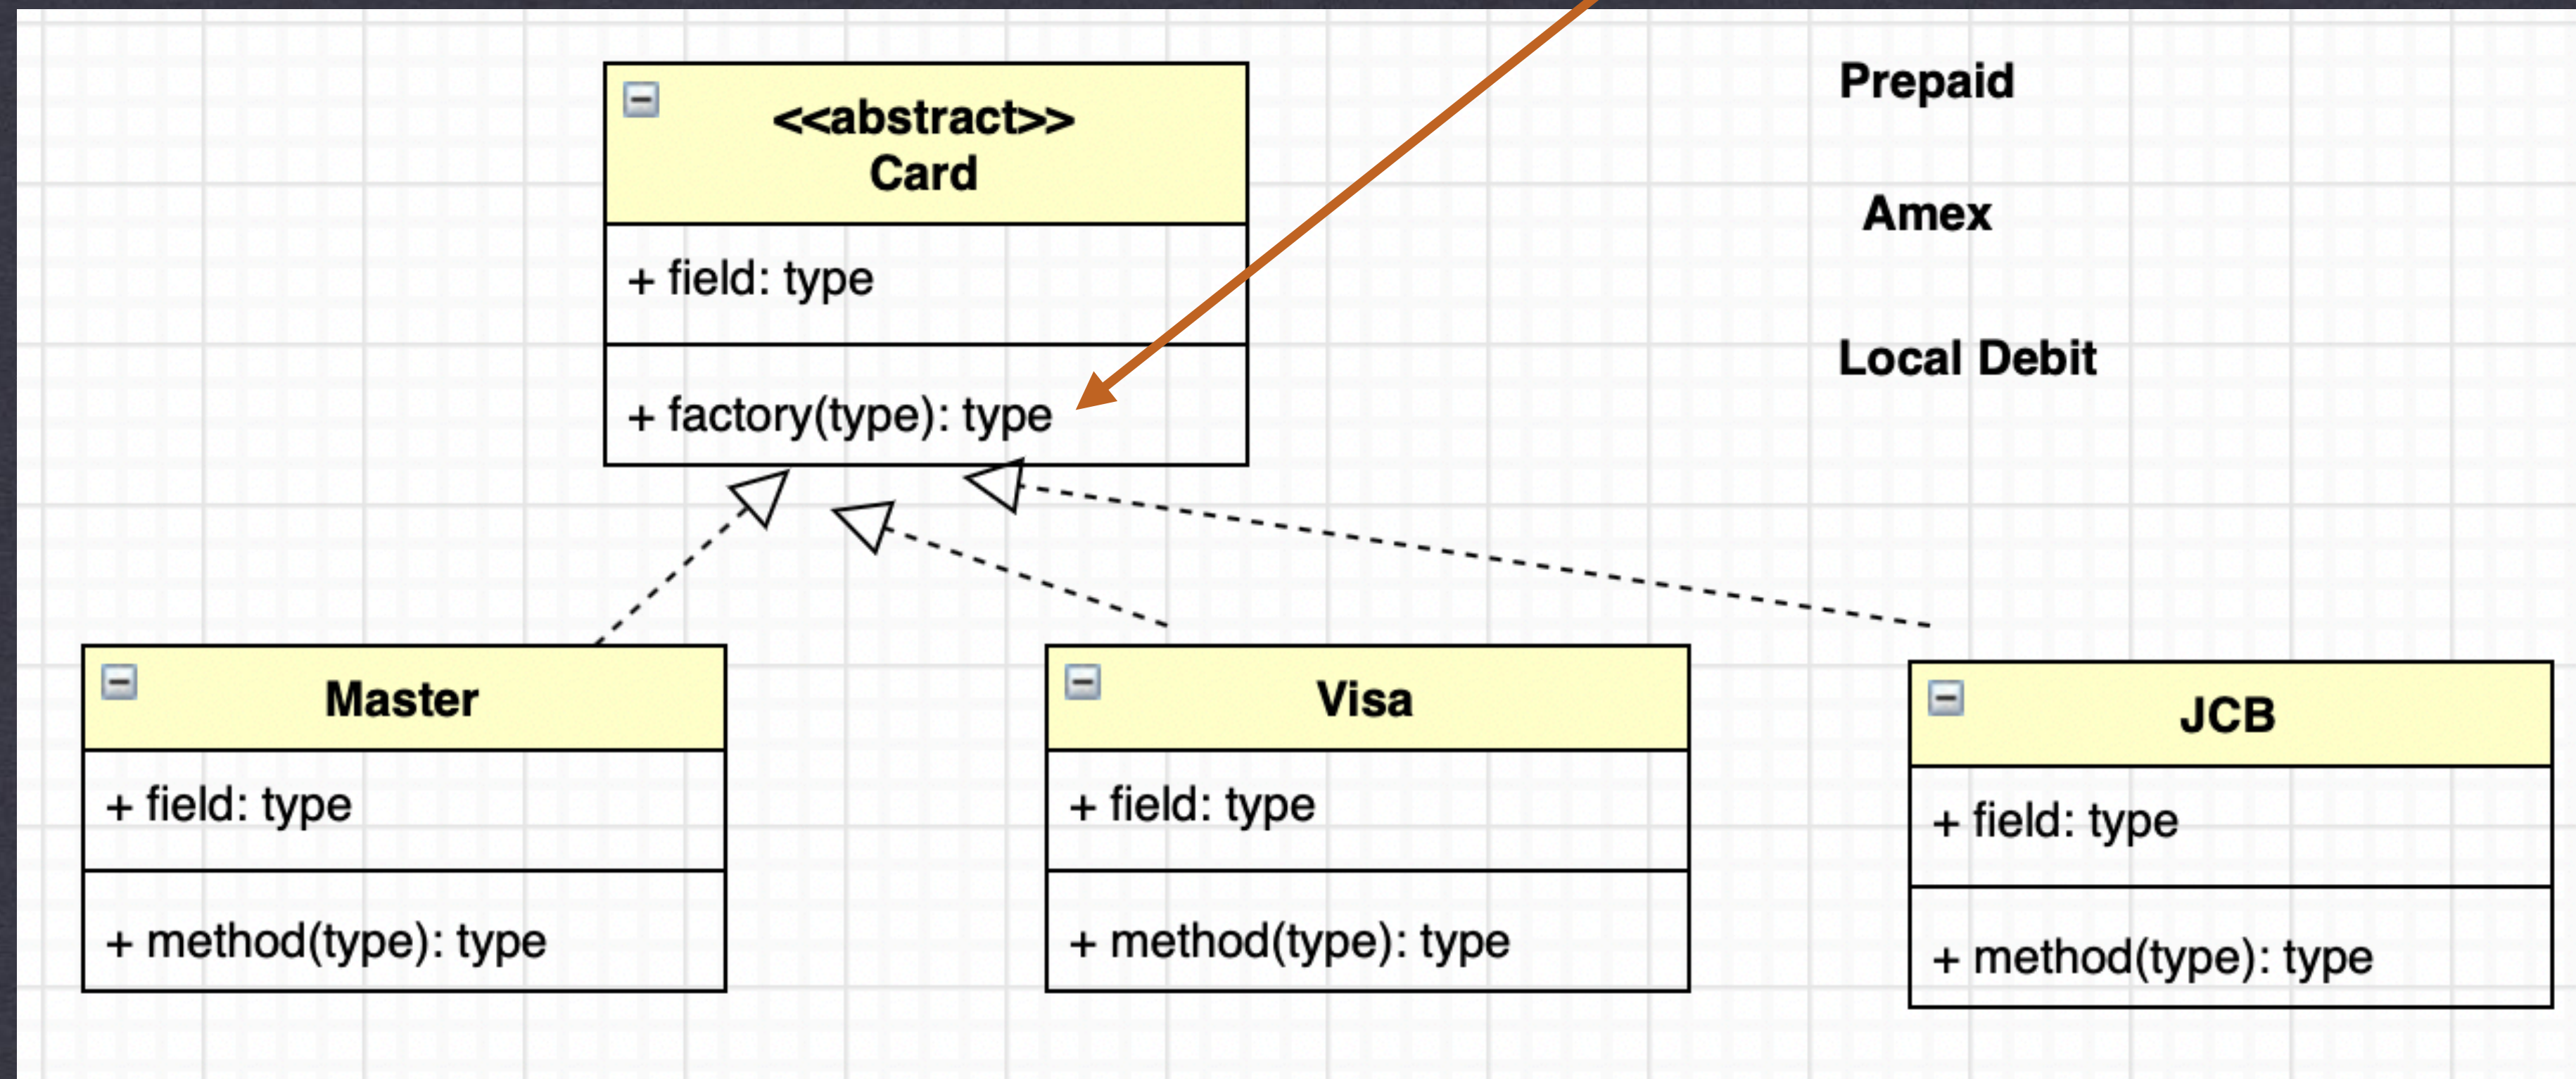 <<abstract>>
Card
+ field: type
+ factory(type): type
Prepaid
Amex
Local Debit
Master
+ field: type
+ method(type): type
Visa
+ field: type
+ method(type): type
JCB
+ field: type
+ method(type): type